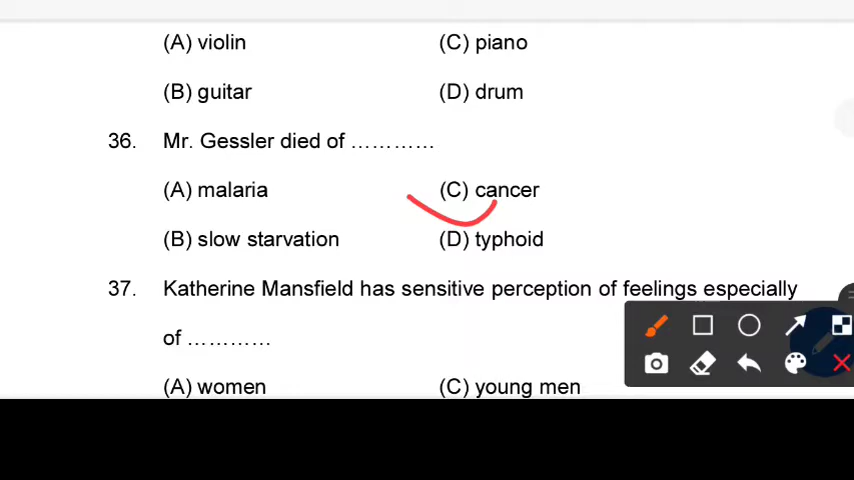 (A) violin (C) piano
(B) guitar (D) drum
36. Mr. Gessler died of …………
(A) malaria (C) cancer
(B) slow starvation (D) typhoid
37. Katherine Mansfield has sensitive perception of feelings especially
of …………
(A) women (C) young men